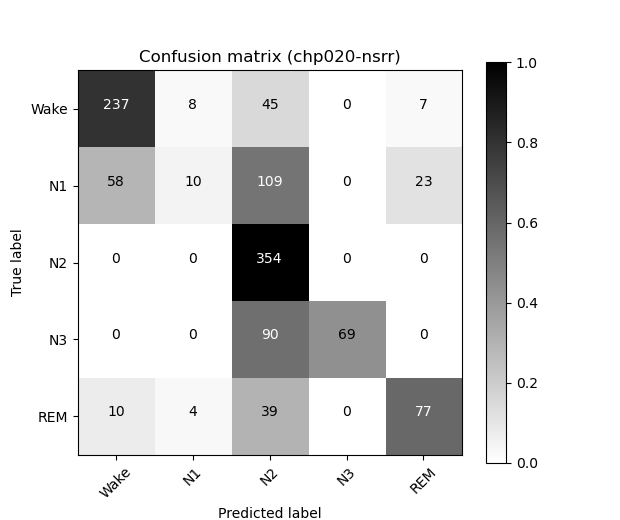 Confusion matrix (chp020-nsrr)
Wake 237 8 45 0 7
N1 58 10 109 0 23
N2 0 0 354 0 0
N3 0 0 90 69 0
REM 10 4 39 0 77
Wake N1 N2 N3 REM
True label
Predicted label
1.0
0.8
0.6
0.4
0.2
0.0